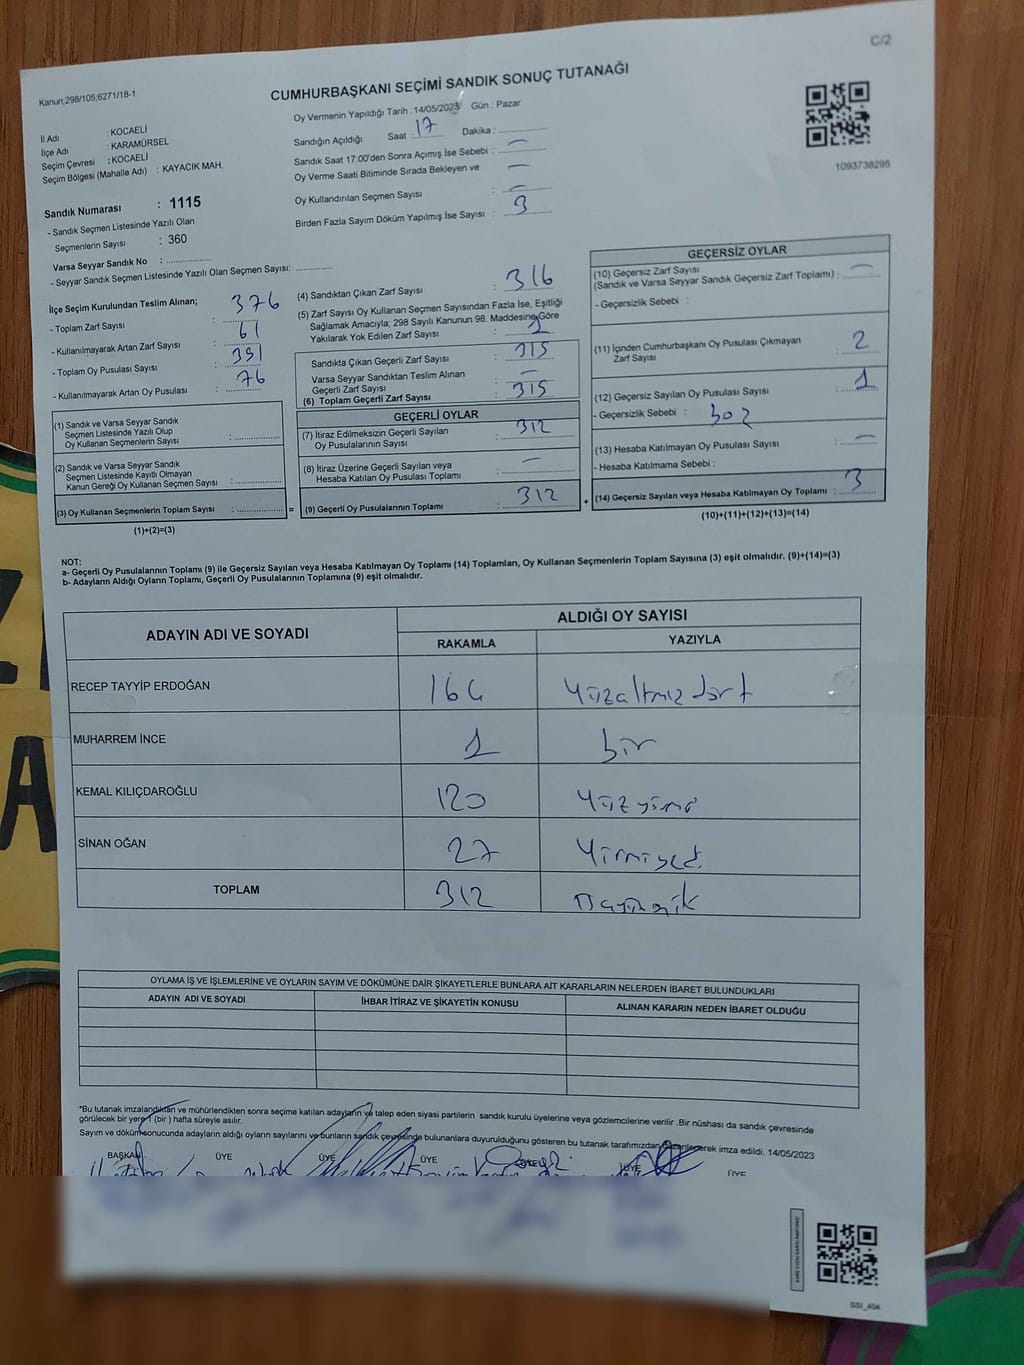 C/2
Kanun;298/105;6271/18-1
CUMHURBAŞKANI SEÇİMİ SANDIK SONUÇ TUTANAĞI
İl Adı : KOCAELİ
İlçe Adı : KARAMÜRSEL
Seçim Çevresi : KOCAELİ
Seçim Bölgesi (Mahalle Adı) : KAYACIK MAH.
Sandık Numarası : 1115
- Sandık Seçmen Listesinde Yazılı Olan
Seçmenlerin Sayısı : 360
Varsa Seyyar Sandık No : ..............
- Seyyar Sandık Seçmen Listesinde Yazılı Olan Seçmen Sayısı: ............
Oy Vermenin Yapıldığı Tarih : 14/05/2023 Gün : Pazar
Sandığın Açıldığı Saat : 17 Dakika : ..............
Sandık Saat 17:00'den Sonra Açımış İse Sebebi : —
Oy Verme Saati Bitiminde Sırada Bekleyen ve —
Oy Kullandırılan Seçmen Sayısı : —
Birden Fazla Sayım Döküm Yapılmış İse Sayısı : 3
1093738295
İlçe Seçim Kurulundan Teslim Alınan;
- Toplam Zarf Sayısı : 376
- Kullanılmayarak Artan Zarf Sayısı : 61
- Toplam Oy Pusulası Sayısı : 391
- Kullanılmayarak Artan Oy Pusulası : 76
(1) Sandık ve Varsa Seyyar Sandık
Seçmen Listesinde Yazılı Olup
Oy Kullanan Seçmenlerin Sayısı : ..............
(2) Sandık ve Varsa Seyyar Sandık
Seçmen Listesinde Kayıtlı Olmayan
Kanun Gereği Oy Kullanan Seçmen Sayısı : ..............
(3) Oy Kullanan Seçmenlerin Toplam Sayısı : .............. =
(1)+(2)=(3)
(4) Sandıktan Çıkan Zarf Sayısı : 316
(5) Zarf Sayısı Oy Kullanan Seçmen Sayısından Fazla İse, Eşitliği
Sağlamak Amacıyla; 298 Sayılı Kanunun 98. Maddesine Göre
Yakılarak Yok Edilen Zarf Sayısı : 1
Sandıkta Çıkan Geçerli Zarf Sayısı : 315
Varsa Seyyar Sandıktan Teslim Alınan
Geçerli Zarf Sayısı : —
(6) Toplam Geçerli Zarf Sayısı : 315
GEÇERLİ OYLAR
(7) İtiraz Edilmeksizin Geçerli Sayılan
Oy Pusulalarının Sayısı : 312
(8) İtiraz Üzerine Geçerli Sayılan veya
Hesaba Katılan Oy Pusulası Toplamı : —
(9) Geçerli Oy Pusulalarının Toplamı : 312 +
GEÇERSİZ OYLAR
(10) Geçersiz Zarf Sayısı
(Sandık ve Varsa Seyyar Sandık Geçersiz Zarf Toplamı) : —
- Geçersizlik Sebebi :
(11) İçinden Cumhurbaşkanı Oy Pusulası Çıkmayan
Zarf Sayısı : 2
(12) Geçersiz Sayılan Oy Pusulası Sayısı : 1
- Geçersizlik Sebebi : boş
(13) Hesaba Katılmayan Oy Pusulası Sayısı : —
- Hesaba Katılmama Sebebi :
(14) Geçersiz Sayılan veya Hesaba Katılmayan Oy Toplamı : 3
(10)+(11)+(12)+(13)=(14)
NOT:
a- Geçerli Oy Pusulalarının Toplamı (9) ile Geçersiz Sayılan veya Hesaba Katılmayan Oy Toplamı (14) Toplamları, Oy Kullanan Seçmenlerin Toplam Sayısına (3) eşit olmalıdır. (9)+(14)=(3)
b- Adayların Aldığı Oyların Toplamı, Geçerli Oy Pusulalarının Toplamına (9) eşit olmalıdır.
ADAYIN ADI VE SOYADI
ALDIĞI OY SAYISI
RAKAMLA YAZIYLA
RECEP TAYYİP ERDOĞAN 164 Yüzaltmız dört
MUHARREM İNCE 1 bir
KEMAL KILIÇDAROĞLU 120 Yüzyirmi
SİNAN OĞAN 27 Yirmiyedi
TOPLAM 312
OYLAMA İŞ VE İŞLEMLERİNE VE OYLARIN SAYIM VE DÖKÜMÜNE DAİR ŞİKAYETLERLE BUNLARA AİT KARARLARIN NELERDEN İBARET BULUNDUKLARI
ADAYIN ADI VE SOYADI İHBAR İTİRAZ VE ŞİKAYETİN KONUSU ALINAN KARARIN NEDEN İBARET OLDUĞU
*Bu tutanak imzalandıktan ve mühürlendikten sonra seçime katılan adayların ve talep eden siyasi partilerin sandık kurulu üyelerine veya gözlemcilerine verilir .Bir nüshası da sandık çevresinde
görülecek bir yere 1 (bir ) hafta süreyle asılır.
Sayım ve döküm sonucunda adayların aldığı oyların sayılarını ve bunların sandık çevresinde bulunanlara duyurulduğunu gösteren bu tutanak tarafımızdan düzenlenerek imza edildi. 14/05/2023
BAŞKAN ÜYE ÜYE ÜYE ÜYE ÜYE ÜYE
SSI_404